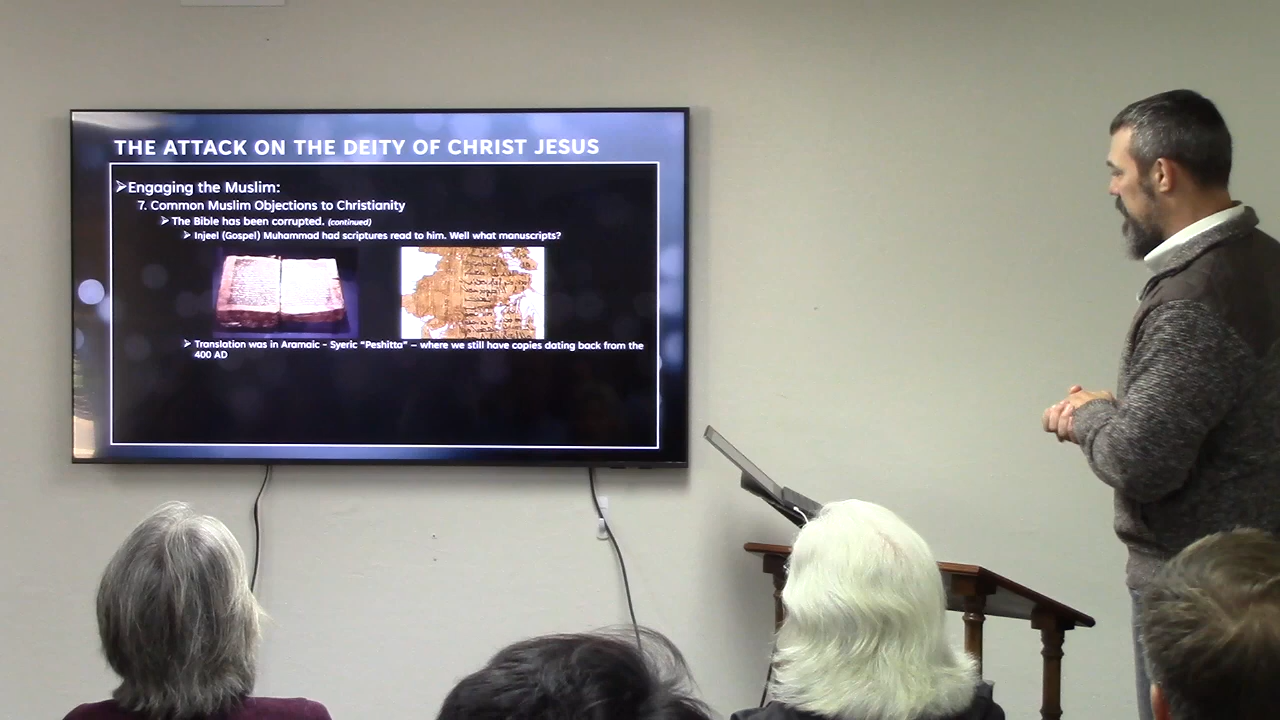 THE ATTACK ON THE DEITY OF CHRIST JESUS
➢Engaging the Muslim:
7. Common Muslim Objections to Christianity
➢ The Bible has been corrupted. (continued)
➢ Injeel (Gospel) Muhammad had scriptures read to him. Well what manuscripts?
➢ Translation was in Aramaic - Syeric "Peshitta" – where we still have copies dating back from the
400 AD